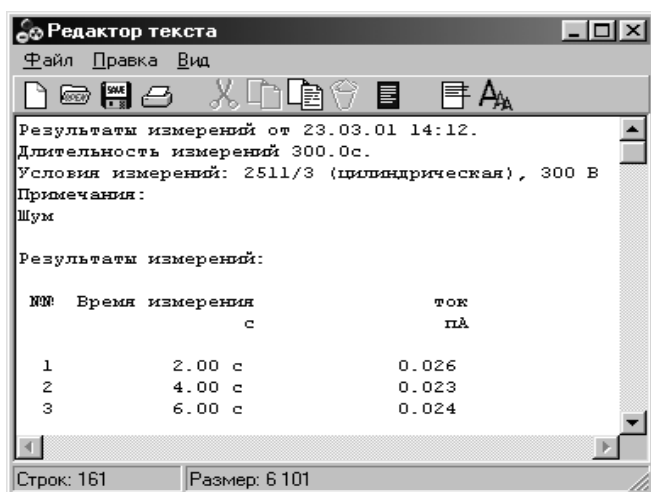 Редактор текста
Файл Правка Вид
SAVE
Результаты измерений от 23.03.01 14:12.
Длительность измерений 300.0с.
Условия измерений: 2511/3 (цилиндрическая), 300 В
Примечания:
Шум
Результаты измерений:
№№ Время измерения ток
с пА
1 2.00 с 0.026
2 4.00 с 0.023
3 6.00 с 0.024
Строк: 161 Размер: 6 101